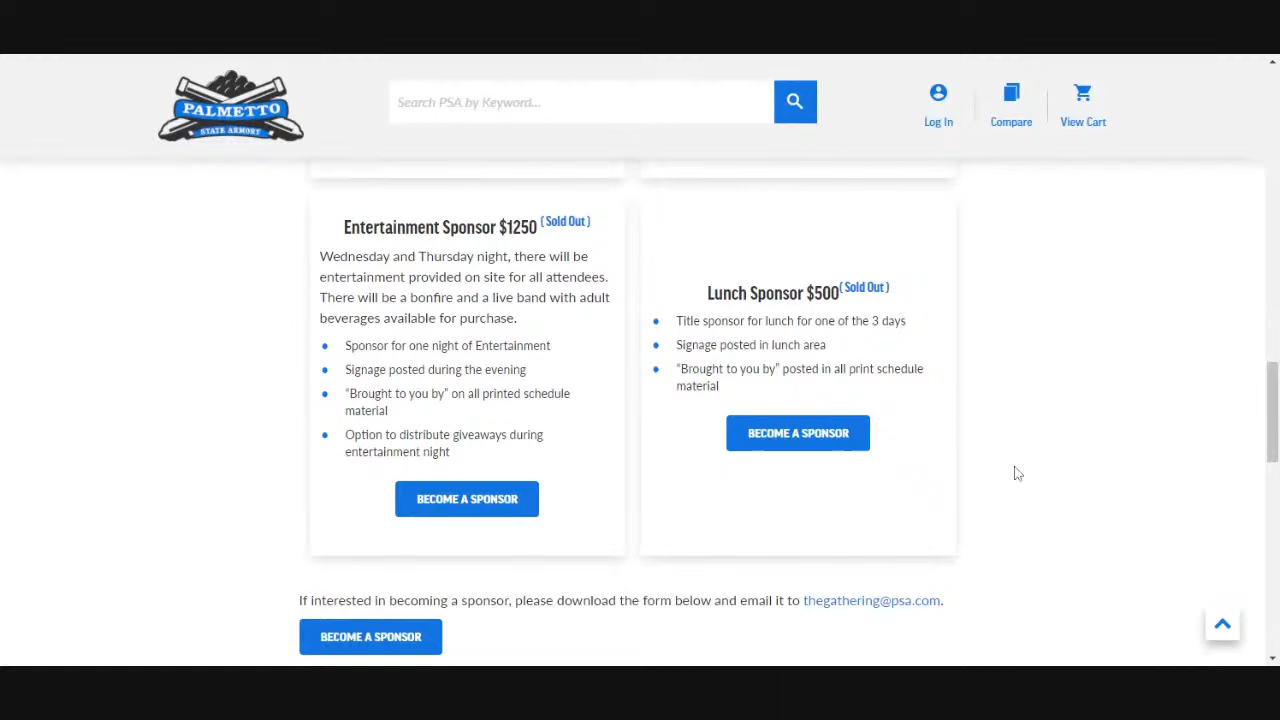 PALMETTO
STATE ARMORY
Search PSA by Keyword...
Log In
Compare
View Cart
Entertainment Sponsor $1250 ( Sold Out )
Wednesday and Thursday night, there will be
entertainment provided on site for all attendees.
There will be a bonfire and a live band with adult
beverages available for purchase.
Sponsor for one night of Entertainment
Signage posted during the evening
“Brought to you by” on all printed schedule
material
Option to distribute giveaways during
entertainment night
BECOME A SPONSOR
Lunch Sponsor $500( Sold Out )
Title sponsor for lunch for one of the 3 days
Signage posted in lunch area
“Brought to you by” posted in all print schedule
material
BECOME A SPONSOR
If interested in becoming a sponsor, please download the form below and email it to thegathering@psa.com.
BECOME A SPONSOR